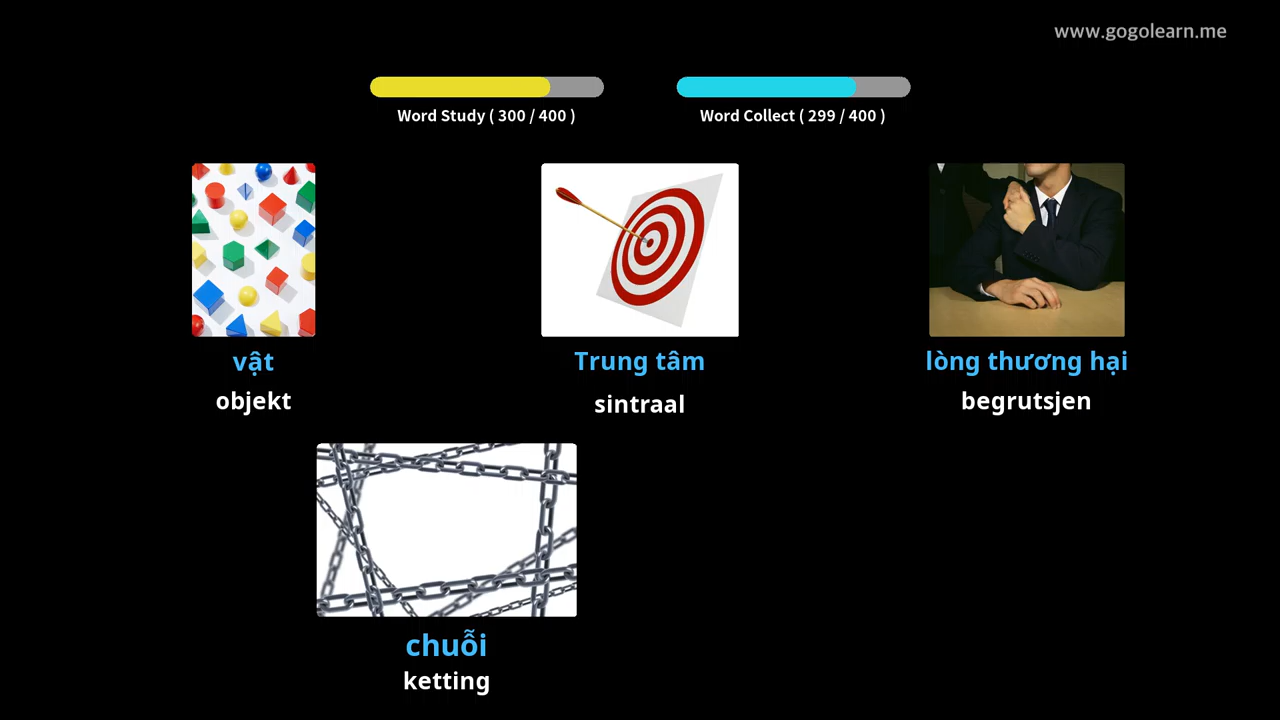 www.gogolearn.me
Word Study ( 300 / 400 )
Word Collect ( 299 / 400 )
vật
Trung tâm
lòng thương hại
objekt
sintraal
begrutsjen
chuỗi
ketting